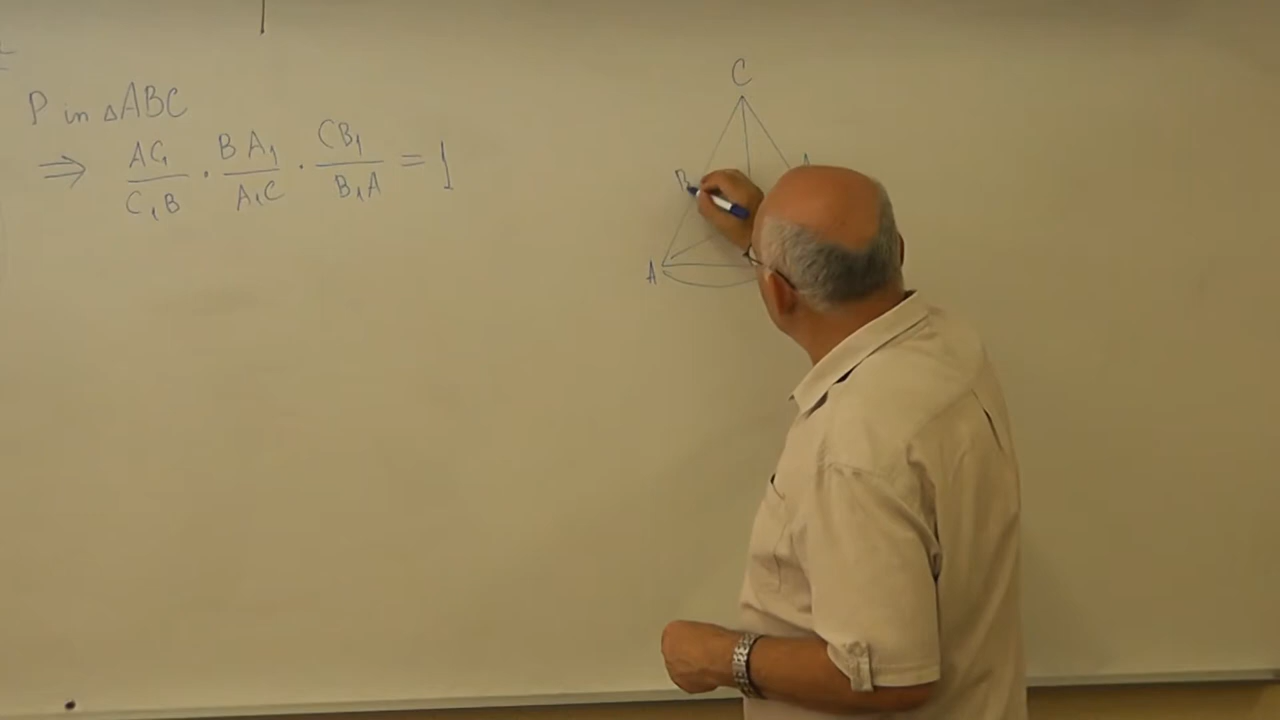 P in △ABC
⇒ AC₁/C₁B · BA₁/A₁C · CB₁/B₁A = 1
C
B
A